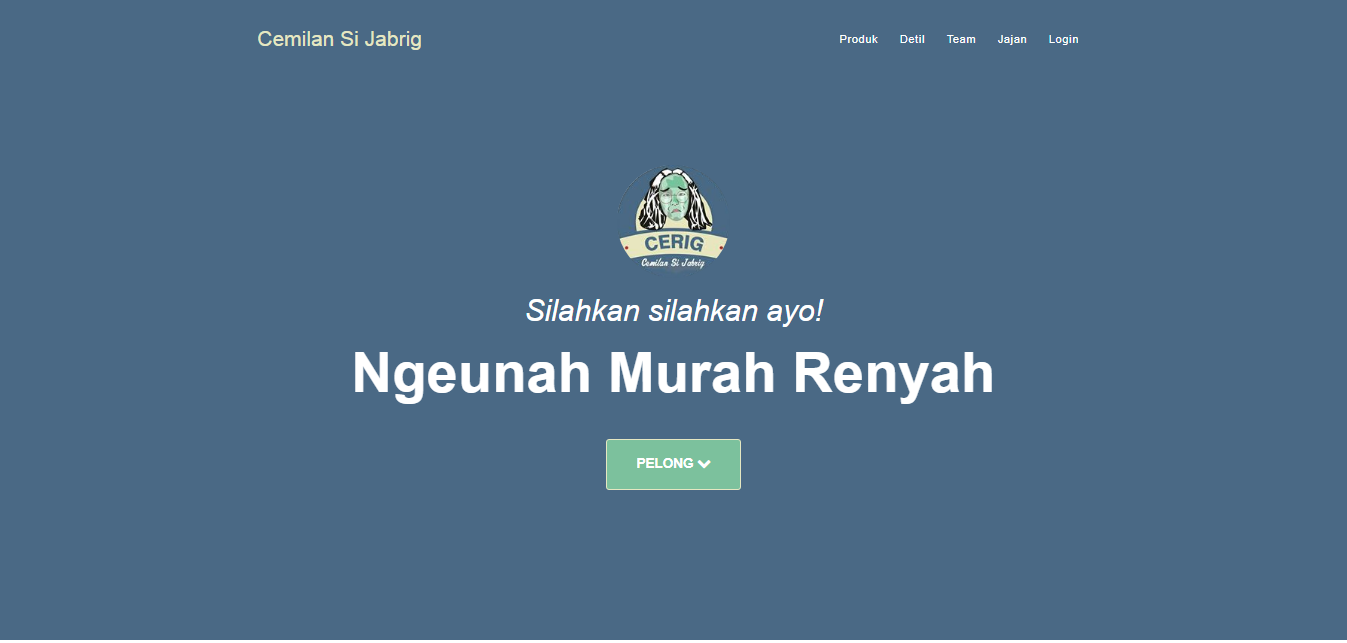 Cemilan Si Jabrig
Produk Detil Team Jajan Login
CERIG
Cemilan Si Jabrig
Silahkan silahkan ayo!
Ngeunah Murah Renyah
PELONG